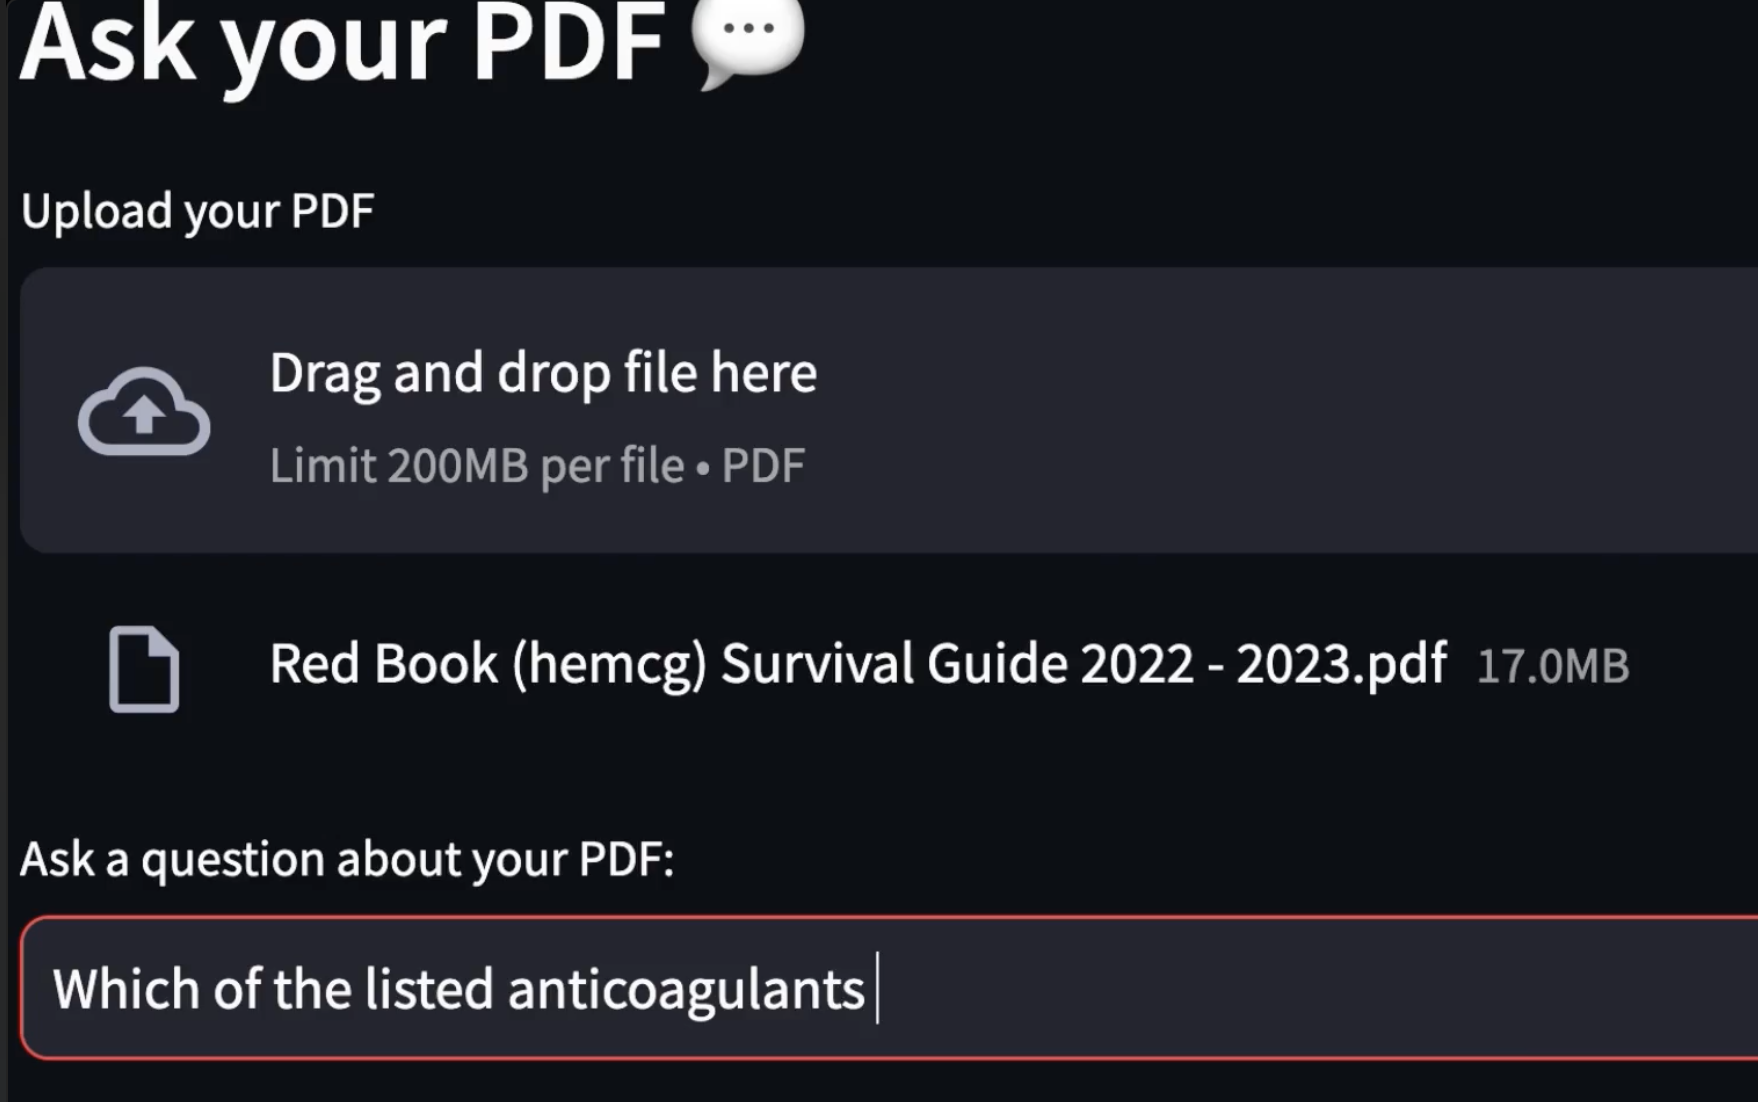 Ask your PDF
Upload your PDF
Drag and drop file here
Limit 200MB per file • PDF
Red Book (hemcg) Survival Guide 2022 - 2023.pdf 17.0MB
Ask a question about your PDF:
Which of the listed anticoagulants